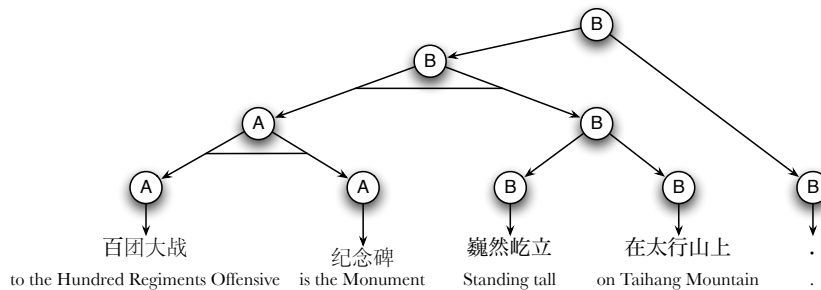 B
B
A B
A A B B B
百团大战 纪念碑 巍然屹立 在太行山上 .
to the Hundred Regiments Offensive is the Monument Standing tall on Taihang Mountain .